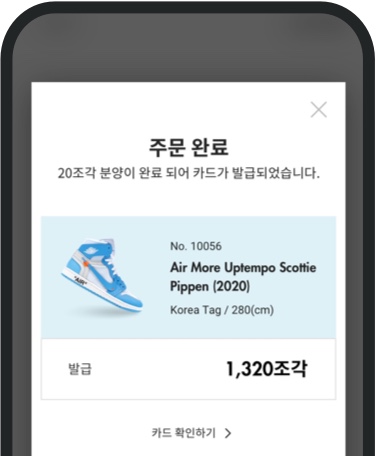 주문 완료
20조각 분양이 완료 되어 카드가 발급되었습니다.
No. 10056
Air More Uptempo Scottie
Pippen (2020)
Korea Tag / 280(cm)
발급
1,320조각
카드 확인하기
"AIR"